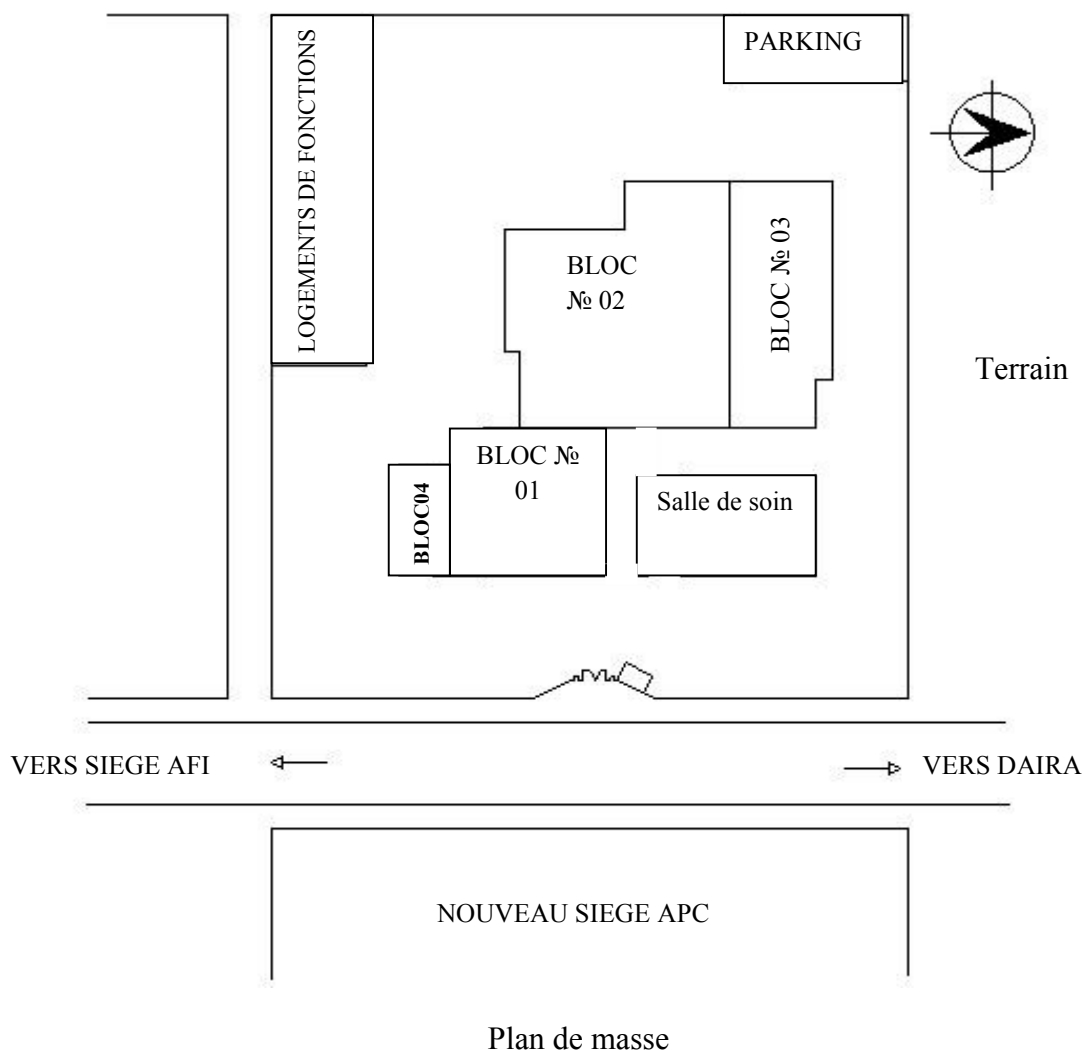 PARKING
LOGEMENTS DE FONCTIONS
BLOC
№ 02
BLOC № 03
Terrain
BLOC №
01
BLOC04
Salle de soin
VERS SIEGE AFI
VERS DAIRA
NOUVEAU SIEGE APC
Plan de masse